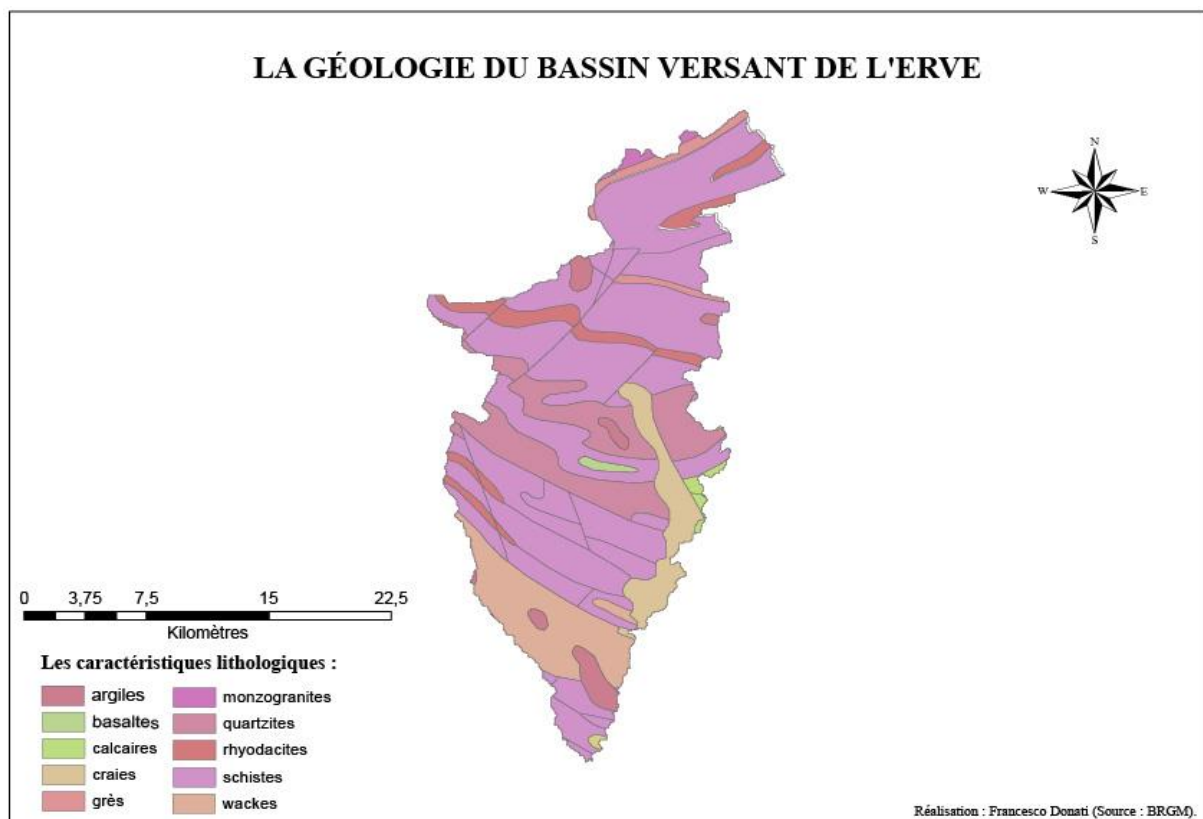 LA GÉOLOGIE DU BASSIN VERSANT DE L'ERVE
N
W E
S
0 3,75 7,5 15 22,5
Kilomètres
Les caractéristiques lithologiques :
argiles
basaltes
calcaires
craies
grès
monzogranites
quartzites
rhyodacites
schistes
wackes
Réalisation : Francesco Donati (Source : BRGM).